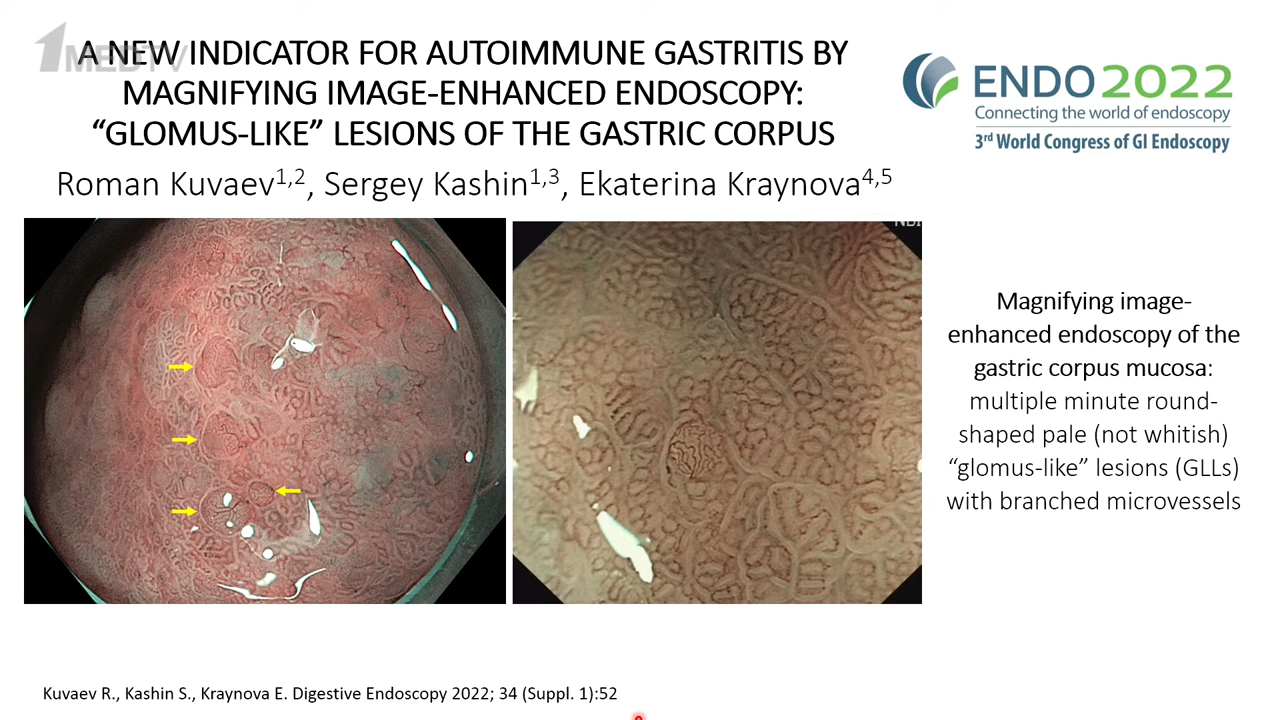 1MEDTV
A NEW INDICATOR FOR AUTOIMMUNE GASTRITIS BY
MAGNIFYING IMAGE-ENHANCED ENDOSCOPY:
“GLOMUS-LIKE” LESIONS OF THE GASTRIC CORPUS
Roman Kuvaev1,2, Sergey Kashin1,3, Ekaterina Kraynova4,5
ENDO2022
Connecting the world of endoscopy
3rd World Congress of GI Endoscopy
Magnifying image-
enhanced endoscopy of the
gastric corpus mucosa:
multiple minute round-
shaped pale (not whitish)
“glomus-like” lesions (GLLs)
with branched microvessels
Kuvaev R., Kashin S., Kraynova E. Digestive Endoscopy 2022; 34 (Suppl. 1):52